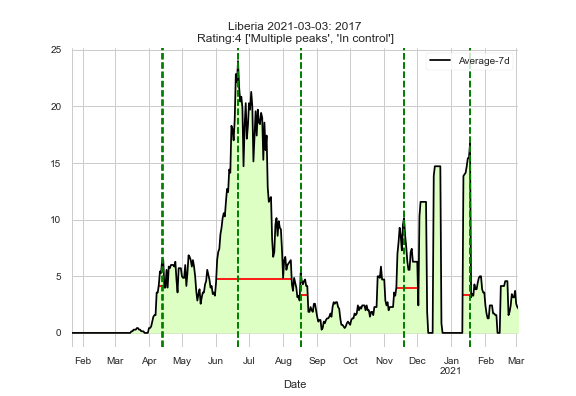 Liberia 2021-03-03: 2017
Rating:4 ['Multiple peaks', 'In control']
Average-7d
25
20
15
10
5
0
Feb Mar Apr May Jun Jul Aug Sep Oct Nov Dec Jan Feb Mar
2021
Date